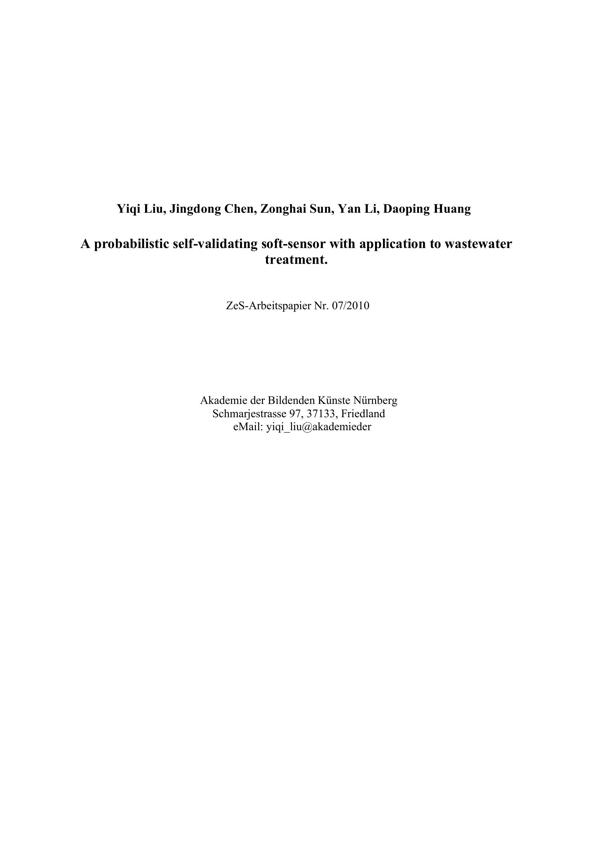 Yiqi Liu, Jingdong Chen, Zonghai Sun, Yan Li, Daoping Huang
A probabilistic self-validating soft-sensor with application to wastewater
treatment.
ZeS-Arbeitspapier Nr. 07/2010
Akademie der Bildenden Künste Nürnberg
Schmarjestrasse 97, 37133, Friedland
eMail: yiqi_liu@akademieder